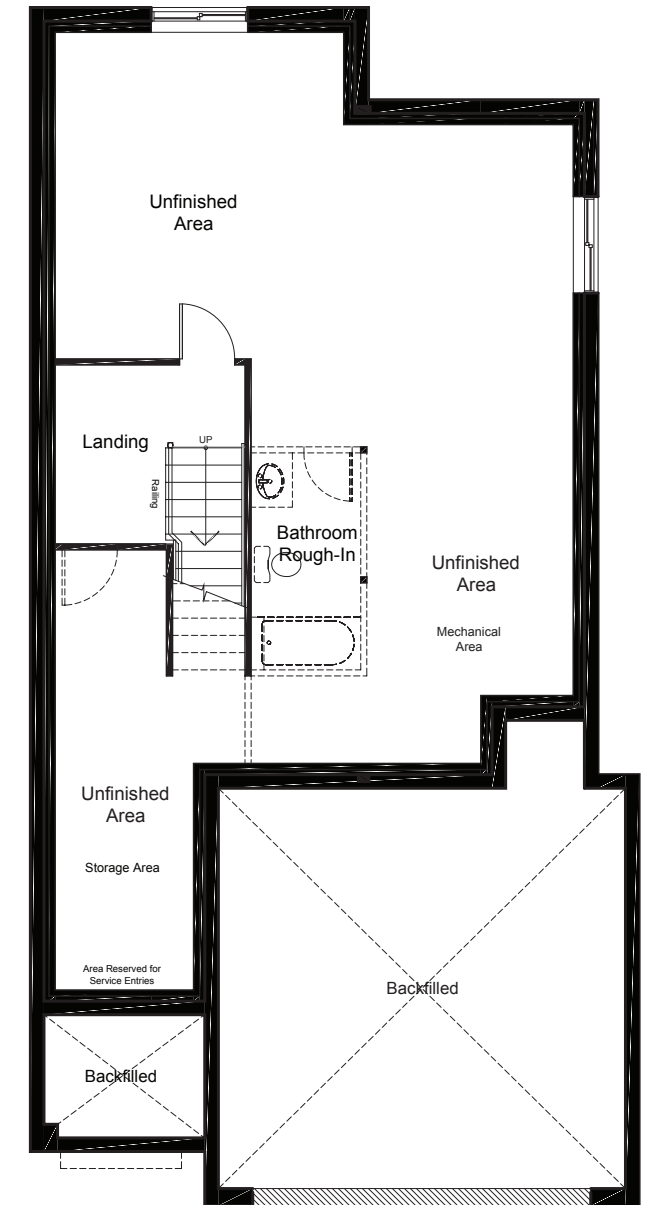 Unfinished
Area
Landing
UP
Railing
Bathroom
Rough-In
Unfinished
Area
Mechanical
Area
Unfinished
Area
Storage Area
Area Reserved for
Service Entries
Backfilled
Backfilled